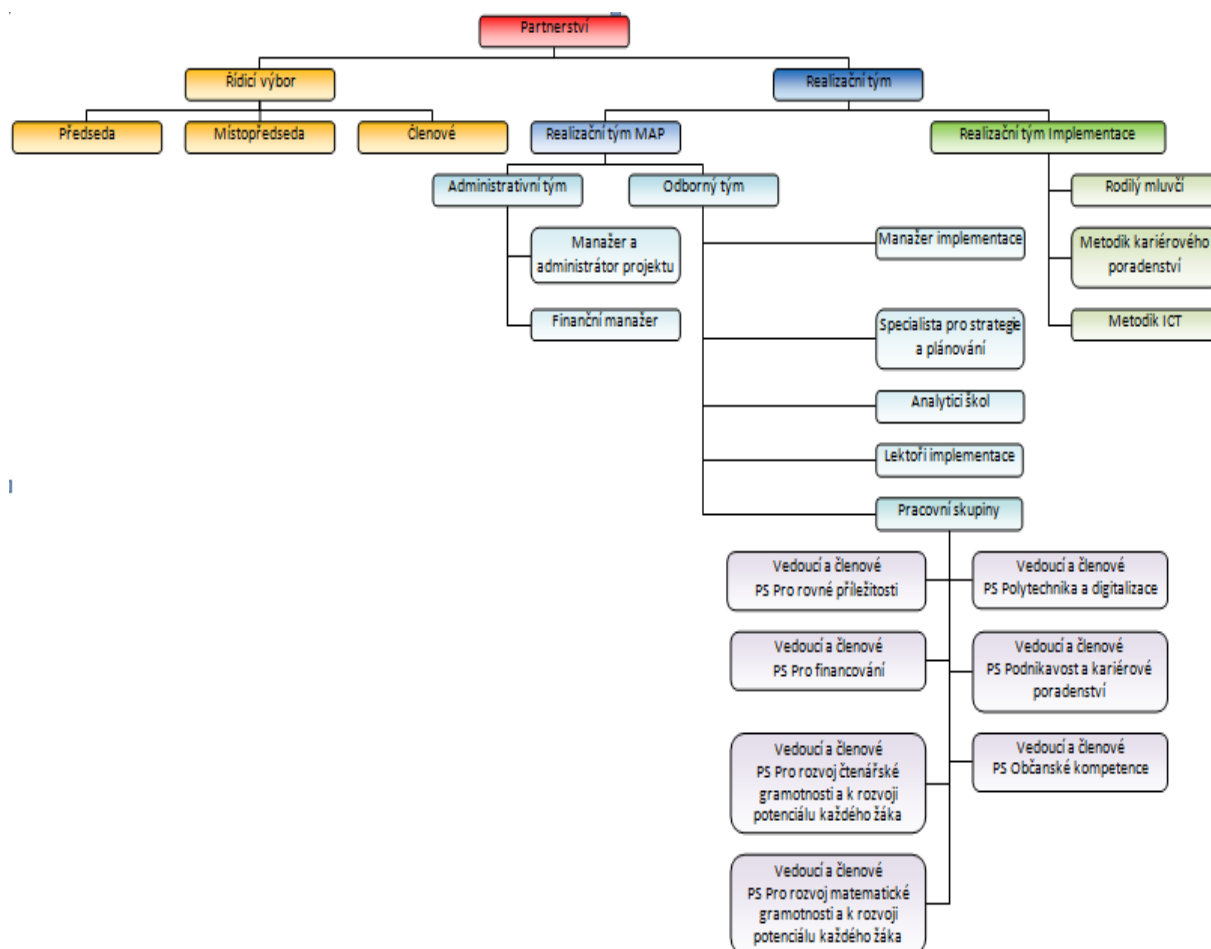 Partnerství
Řídicí výbor
Realizační tým
Předseda
Místopředseda
Členové
Realizační tým MAP
Realizační tým Implementace
Administrativní tým
Odborný tým
Rodilý mluvčí
Manažer a
administrátor projektu
Manažer implementace
Metodik kariérového
poradenství
Finanční manažer
Specialista pro strategie
a plánování
Metodik ICT
Analytici škol
Lektoři implementace
Pracovní skupiny
Vedoucí a členové
PS Pro rovné příležitosti
Vedoucí a členové
PS Polytechnika a digitalizace
Vedoucí a členové
PS Pro financování
Vedoucí a členové
PS Podnikavost a kariérové
poradenství
Vedoucí a členové
PS Pro rozvoj čtenářské
gramotnosti a k rozvoji
potenciálu každého žáka
Vedoucí a členové
PS Občanské kompetence
Vedoucí a členové
PS Pro rozvoj matematické
gramotnosti a k rozvoji
potenciálu každého žáka